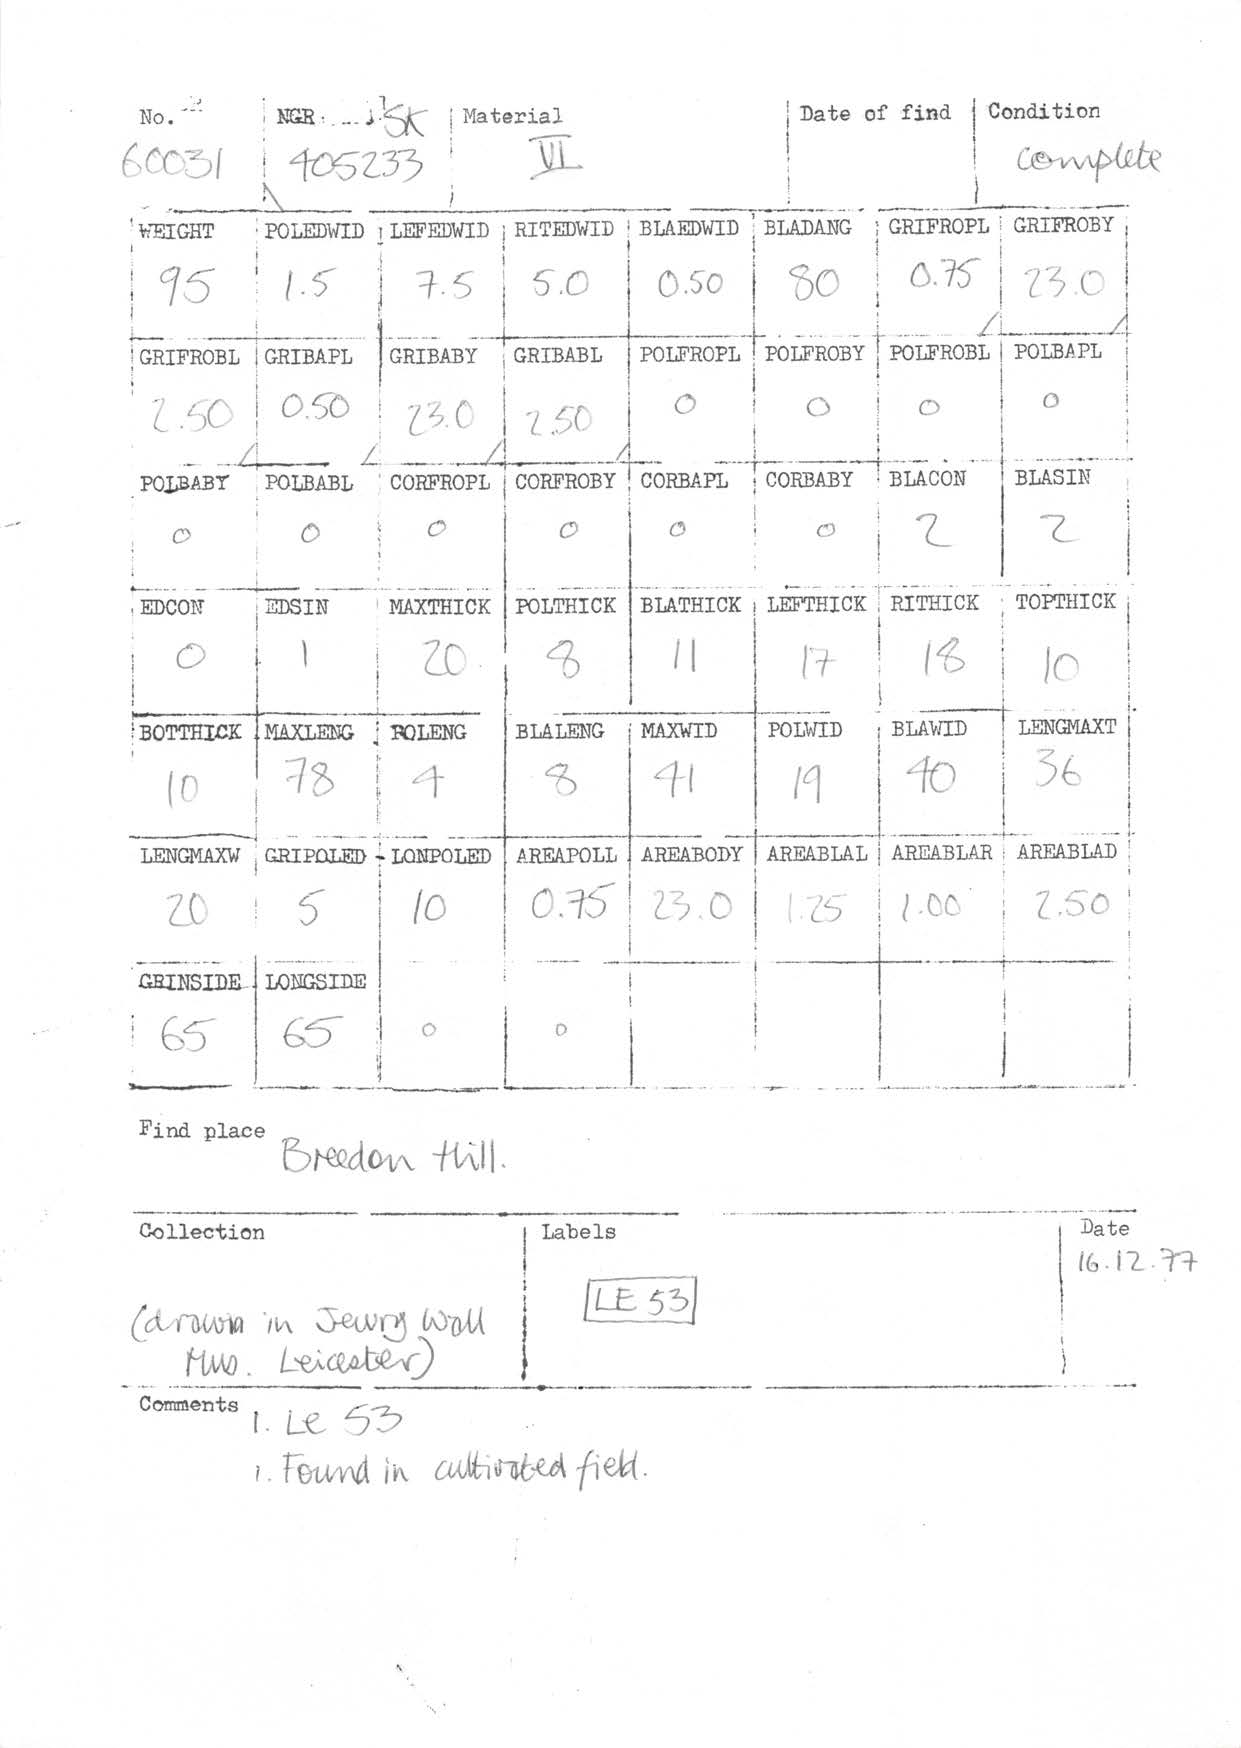 No. NGR SK Material Date of find Condition
60031 405233 VI complete
WEIGHT POLEDWID LEFEDWID RITEDWID BLAEDWID BLADANG GRIFROPL GRIFROBY
95 1.5 7.5 5.0 0.50 80 0.75 23.0
GRIFROBL GRIBAPL GRIBABY GRIBABL POLFROPL POLFROBY POLFROBL POLBAPL
2.50 0.50 23.0 2.50 0 0 0 0
POLBABY POLBABL CORFROPL CORFROBY CORBAPL CORBABY BLACON BLASIN
0 0 0 0 0 0 2 2
EDCON EDSIN MAXTHICK POLTHICK BLATHICK LEFTHICK RITHICK TOPTHICK
0 1 20 8 11 17 18 10
BOTTHICK MAXLENG POLENG BLALENG MAXWID POLWID BLAWID LENGMAXT
10 78 4 8 41 19 40 36
LENGMAXW GRIPOLED LONPOLED AREAPOLL AREABODY AREABLAL AREABLAR AREABLAD
20 5 10 0.75 23.0 1.25 1.00 2.50
GRINSIDE LONGSIDE
65 65 0 0
Find place Breedon Hill.
Collection Labels Date
16.12.77
LE 53
(drawn in Jewry Wall
Mus. Leicester)
Comments 1. Le 53
1. Found in cultivated field.